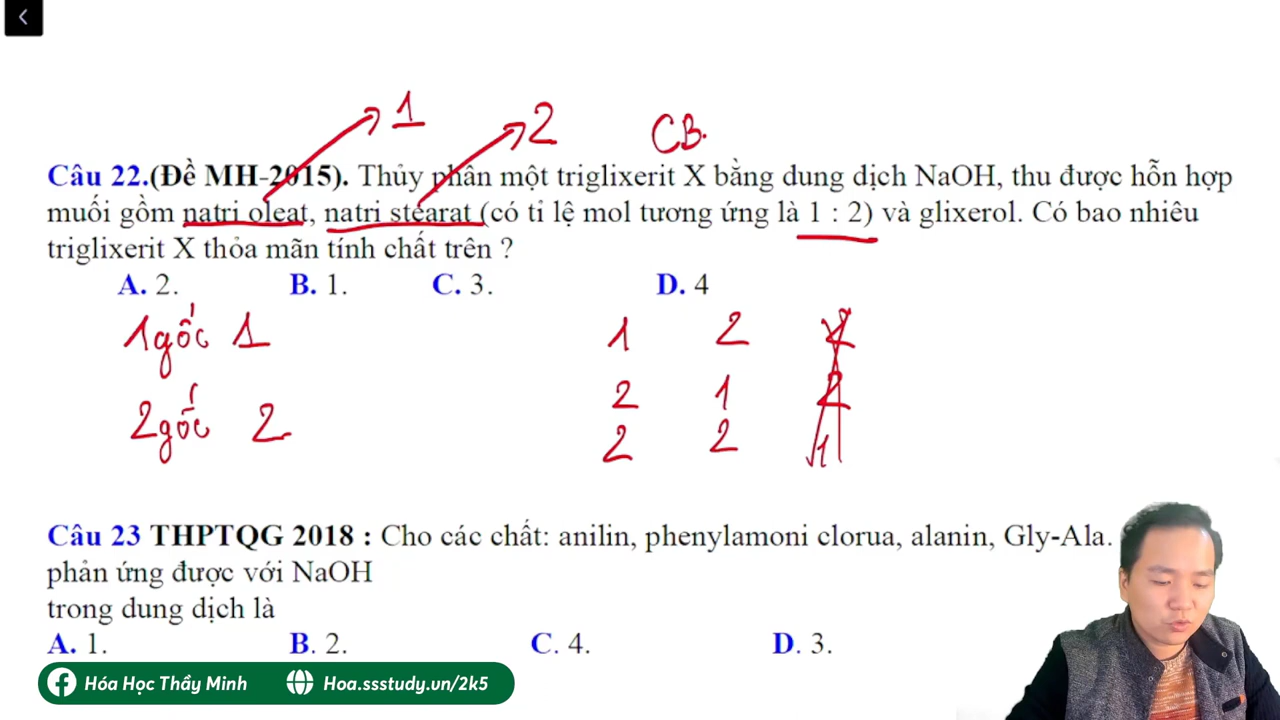 1 2 CB.
Câu 22.(Đề MH-2015). Thủy phân một triglixerit X bằng dung dịch NaOH, thu được hỗn hợp
muối gồm natri oleat, natri stearat (có tỉ lệ mol tương ứng là 1 : 2) và glixerol. Có bao nhiêu
triglixerit X thỏa mãn tính chất trên ?
A. 2. B. 1. C. 3. D. 4
1 gốc 1 1 2
2 1 2
2 gốc 2 2 2 1
Câu 23 THPTQG 2018 : Cho các chất: anilin, phenylamoni clorua, alanin, Gly-Ala.
phản ứng được với NaOH
trong dung dịch là
A. 1. B. 2. C. 4. D. 3.
Hóa Học Thầy Minh Hoa.ssstudy.vn/2k5